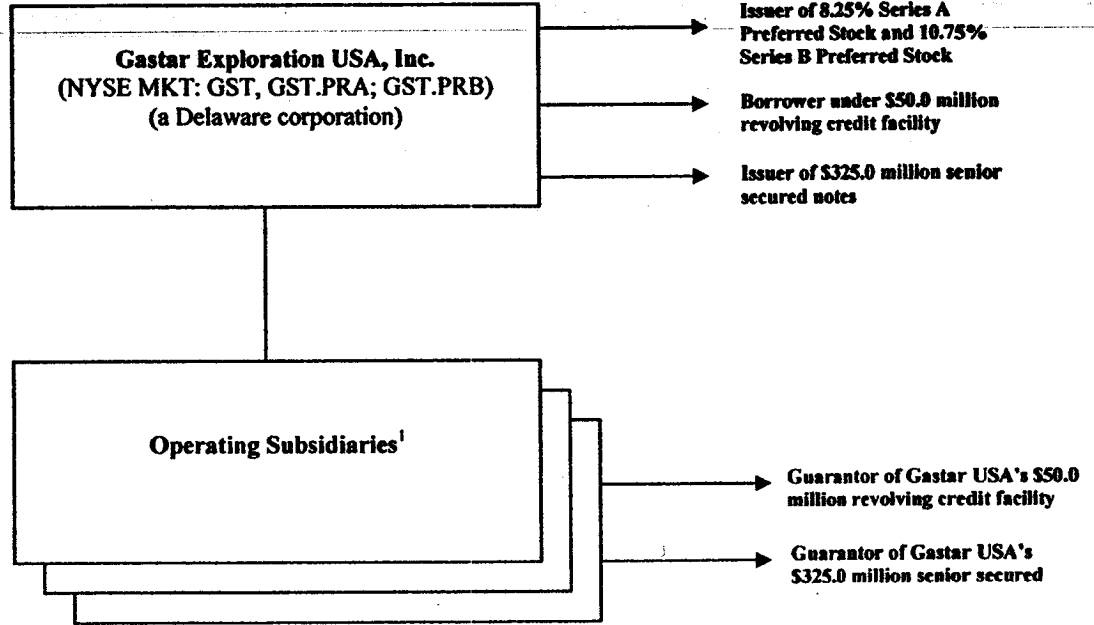 Gastar Exploration USA, Inc.
(NYSE MKT: GST, GST.PRA; GST.PRB)
(a Delaware corporation)
Issuer of 8.25% Series A
Preferred Stock and 10.75%
Series B Preferred Stock
Borrower under $50.0 million
revolving credit facility
Issuer of $325.0 million senior
secured notes
Operating Subsidiaries¹
Guarantor of Gastar USA's $50.0
million revolving credit facility
Guarantor of Gastar USA's
$325.0 million senior secured